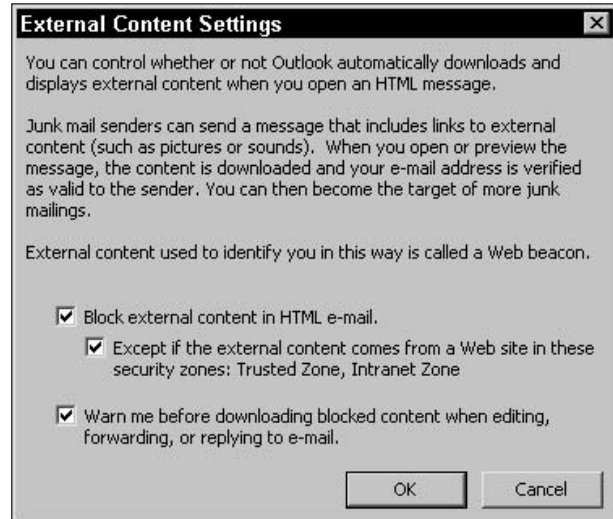 External Content Settings
You can control whether or not Outlook automatically downloads and
displays external content when you open an HTML message.
Junk mail senders can send a message that includes links to external
content (such as pictures or sounds). When you open or preview the
message, the content is downloaded and your e-mail address is verified
as valid to the sender. You can then become the target of more junk
mailings.
External content used to identify you in this way is called a Web beacon.
Block external content in HTML e-mail.
Except if the external content comes from a Web site in these
security zones: Trusted Zone, Intranet Zone
Warn me before downloading blocked content when editing,
forwarding, or replying to e-mail.
OK Cancel